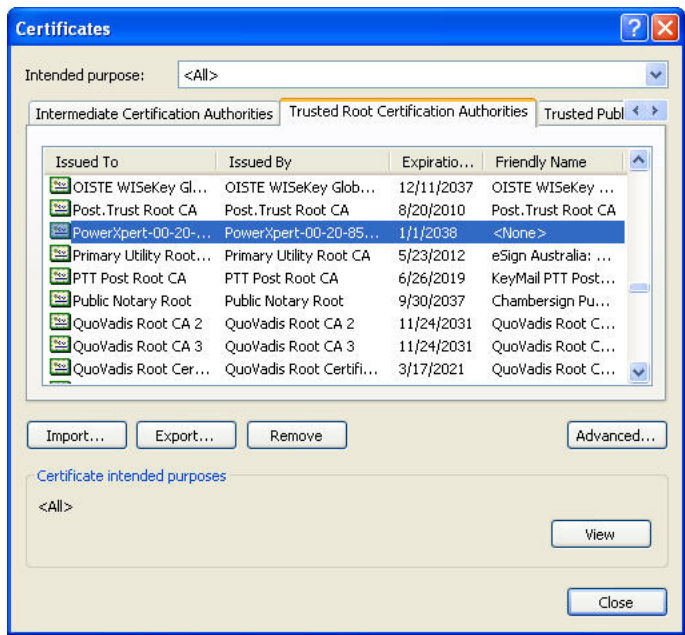 Certificates
Intended purpose: <All>
Intermediate Certification Authorities Trusted Root Certification Authorities Trusted Publ
Issued To Issued By Expiratio... Friendly Name
OISTE WISeKey Gl... OISTE WISeKey Glob... 12/11/2037 OISTE WISeKey ...
Post.Trust Root CA Post.Trust Root CA 8/20/2010 Post.Trust Root CA
PowerXpert-00-20-... PowerXpert-00-20-85... 1/1/2038 <None>
Primary Utility Root... Primary Utility Root CA 5/23/2012 eSign Australia: ...
PTT Post Root CA PTT Post Root CA 6/26/2019 KeyMail PTT Post...
Public Notary Root Public Notary Root 9/30/2037 Chambersign Pu...
QuoVadis Root CA 2 QuoVadis Root CA 2 11/24/2031 QuoVadis Root C...
QuoVadis Root CA 3 QuoVadis Root CA 3 11/24/2031 QuoVadis Root C...
QuoVadis Root Cer... QuoVadis Root Certifi... 3/17/2021 QuoVadis Root C...
Import... Export... Remove Advanced...
Certificate intended purposes
<All>
View
Close